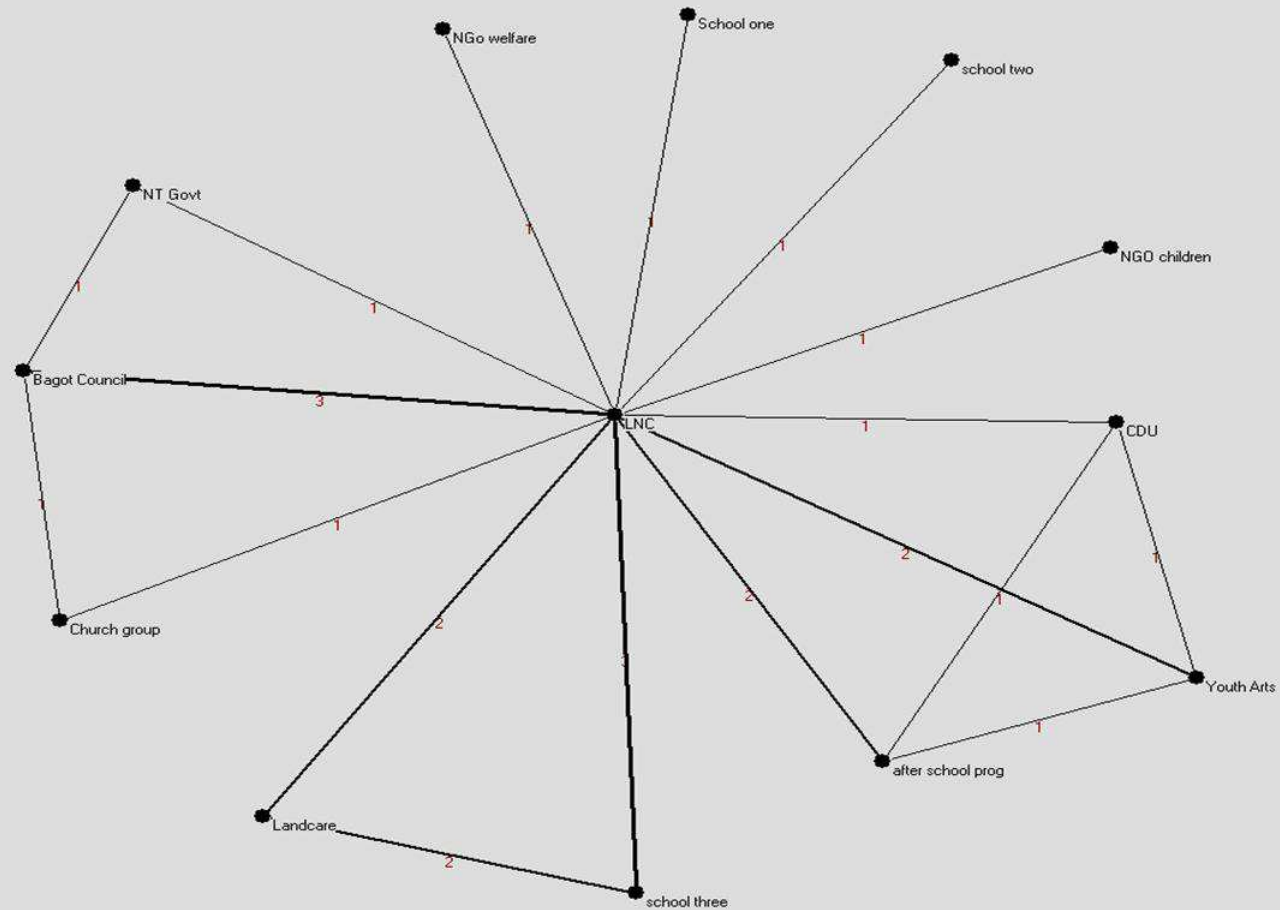 School one
NGo welfare
school two
NT Govt
1
1
1
NGO children
1
1
1
Bagot Council
3
LNC
1
CDU
1
1
1
2
1
2
1
Church group
2
Youth Arts
1
after school prog
Landcare
2
school three